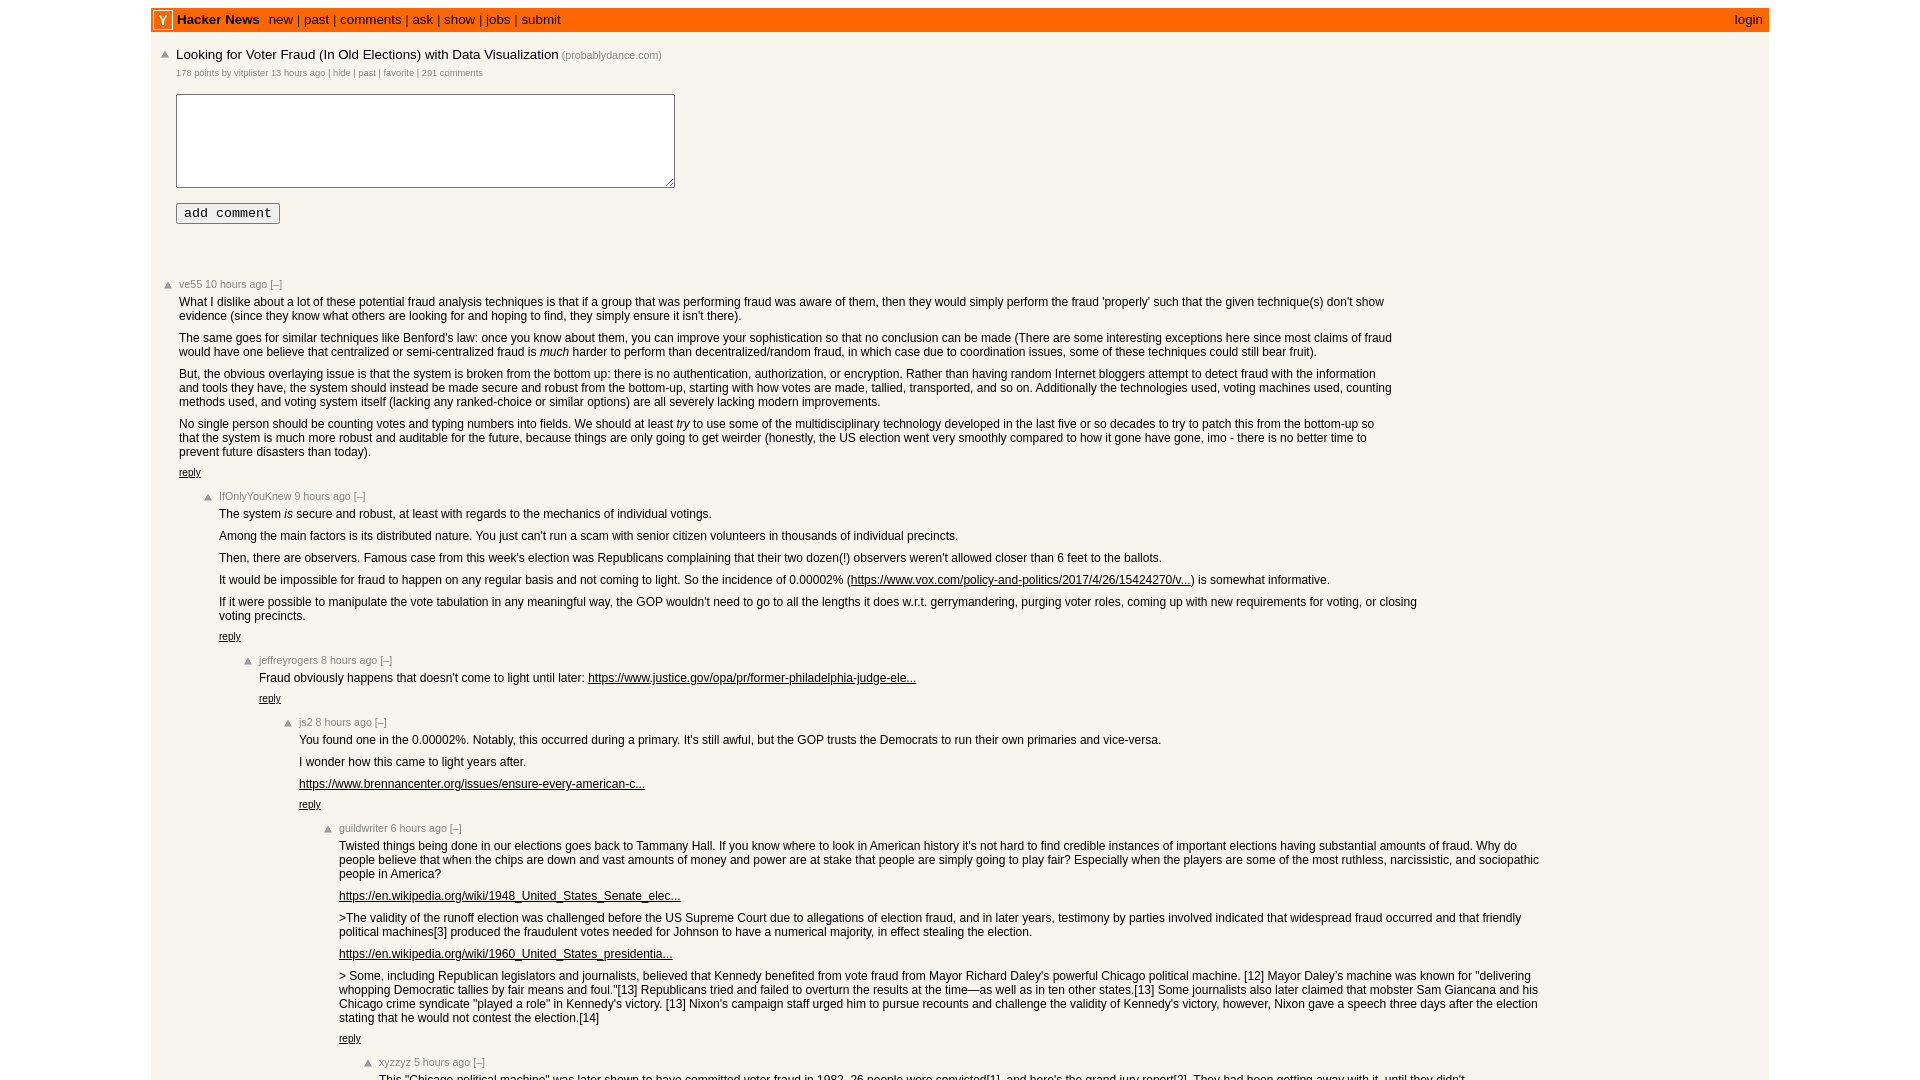 Y Hacker News new | past | comments | ask | show | jobs | submit login
Looking for Voter Fraud (In Old Elections) with Data Visualization (probablydance.com)
178 points by vitplister 13 hours ago | hide | past | favorite | 291 comments
add comment
ve55 10 hours ago [–]
What I dislike about a lot of these potential fraud analysis techniques is that if a group that was performing fraud was aware of them, then they would simply perform the fraud 'properly' such that the given technique(s) don't show
evidence (since they know what others are looking for and hoping to find, they simply ensure it isn't there).
The same goes for similar techniques like Benford's law: once you know about them, you can improve your sophistication so that no conclusion can be made (There are some interesting exceptions here since most claims of fraud
would have one believe that centralized or semi-centralized fraud is much harder to perform than decentralized/random fraud, in which case due to coordination issues, some of these techniques could still bear fruit).
But, the obvious overlaying issue is that the system is broken from the bottom up: there is no authentication, authorization, or encryption. Rather than having random Internet bloggers attempt to detect fraud with the information
and tools they have, the system should instead be made secure and robust from the bottom-up, starting with how votes are made, tallied, transported, and so on. Additionally the technologies used, voting machines used, counting
methods used, and voting system itself (lacking any ranked-choice or similar options) are all severely lacking modern improvements.
No single person should be counting votes and typing numbers into fields. We should at least try to use some of the multidisciplinary technology developed in the last five or so decades to try to patch this from the bottom-up so
that the system is much more robust and auditable for the future, because things are only going to get weirder (honestly, the US election went very smoothly compared to how it gone have gone, imo - there is no better time to
prevent future disasters than today).
reply
IfOnlyYouKnew 9 hours ago [–]
The system is secure and robust, at least with regards to the mechanics of individual votings.
Among the main factors is its distributed nature. You just can't run a scam with senior citizen volunteers in thousands of individual precincts.
Then, there are observers. Famous case from this week's election was Republicans complaining that their two dozen(!) observers weren't allowed closer than 6 feet to the ballots.
It would be impossible for fraud to happen on any regular basis and not coming to light. So the incidence of 0.00002% (https://www.vox.com/policy-and-politics/2017/4/26/15424270/v...) is somewhat informative.
If it were possible to manipulate the vote tabulation in any meaningful way, the GOP wouldn't need to go to all the lengths it does w.r.t. gerrymandering, purging voter roles, coming up with new requirements for voting, or closing
voting precincts.
reply
jeffreyrogers 8 hours ago [–]
Fraud obviously happens that doesn't come to light until later: https://www.justice.gov/opa/pr/former-philadelphia-judge-ele...
reply
js2 8 hours ago [–]
You found one in the 0.00002%. Notably, this occurred during a primary. It's still awful, but the GOP trusts the Democrats to run their own primaries and vice-versa.
I wonder how this came to light years after.
https://www.brennancenter.org/issues/ensure-every-american-c...
reply
guildwriter 6 hours ago [–]
Twisted things being done in our elections goes back to Tammany Hall. If you know where to look in American history it's not hard to find credible instances of important elections having substantial amounts of fraud. Why do
people believe that when the chips are down and vast amounts of money and power are at stake that people are simply going to play fair? Especially when the players are some of the most ruthless, narcissistic, and sociopathic
people in America?
https://en.wikipedia.org/wiki/1948_United_States_Senate_elec...
>The validity of the runoff election was challenged before the US Supreme Court due to allegations of election fraud, and in later years, testimony by parties involved indicated that widespread fraud occurred and that friendly
political machines[3] produced the fraudulent votes needed for Johnson to have a numerical majority, in effect stealing the election.
https://en.wikipedia.org/wiki/1960_United_States_presidentia...
> Some, including Republican legislators and journalists, believed that Kennedy benefited from vote fraud from Mayor Richard Daley's powerful Chicago political machine. [12] Mayor Daley's machine was known for "delivering
whopping Democratic tallies by fair means and foul."[13] Republicans tried and failed to overturn the results at the time—as well as in ten other states.[13] Some journalists also later claimed that mobster Sam Giancana and his
Chicago crime syndicate "played a role" in Kennedy's victory. [13] Nixon's campaign staff urged him to pursue recounts and challenge the validity of Kennedy's victory, however, Nixon gave a speech three days after the election
stating that he would not contest the election.[14]
reply
xyzzyz 5 hours ago [–]
This "Chicago political machine" was later shown to have committed voter fraud in 1982. 26 people were convicted[1], and here's the grand jury report[2]. They had been getting away with it, until they didn't.